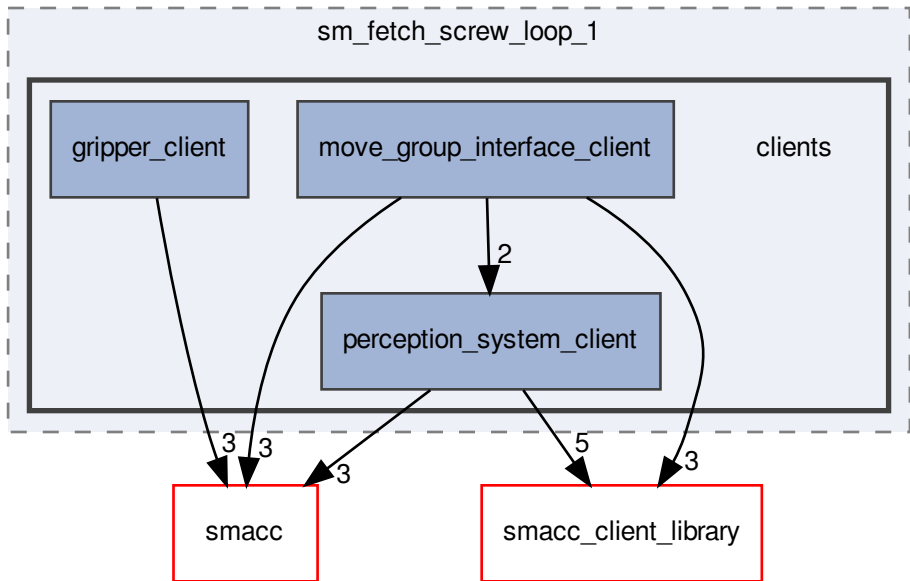 sm_fetch_screw_loop_1
gripper_client
move_group_interface_client
clients
2
perception_system_client
3
3
3
5
3
smacc
smacc_client_library